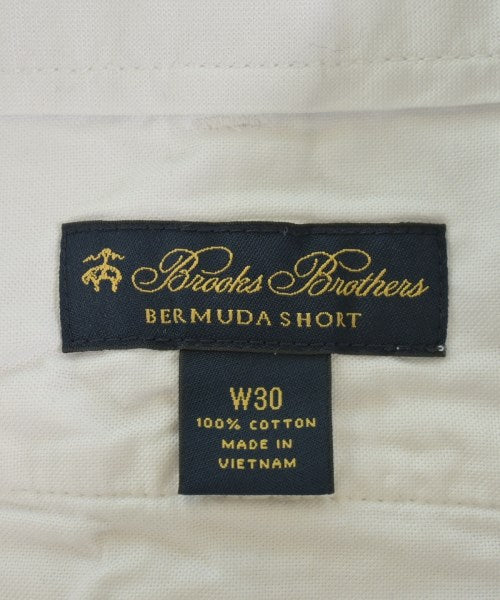 Brooks Brothers
BERMUDA SHORT
W30
100% COTTON
MADE IN
VIETNAM